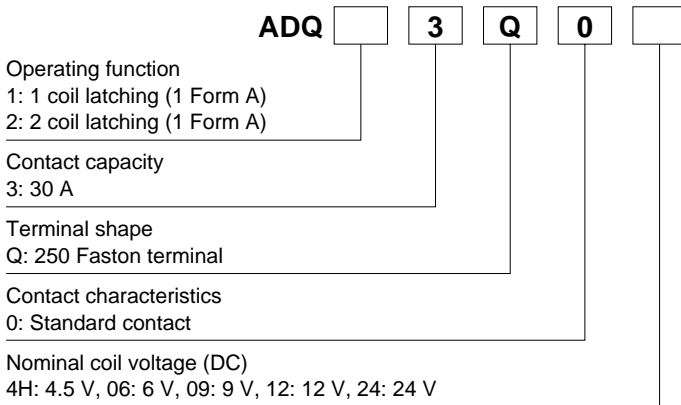 ADQ 3 Q 0
Operating function
1: 1 coil latching (1 Form A)
2: 2 coil latching (1 Form A)
Contact capacity
3: 30 A
Terminal shape
Q: 250 Faston terminal
Contact characteristics
0: Standard contact
Nominal coil voltage (DC)
4H: 4.5 V, 06: 6 V, 09: 9 V, 12: 12 V, 24: 24 V